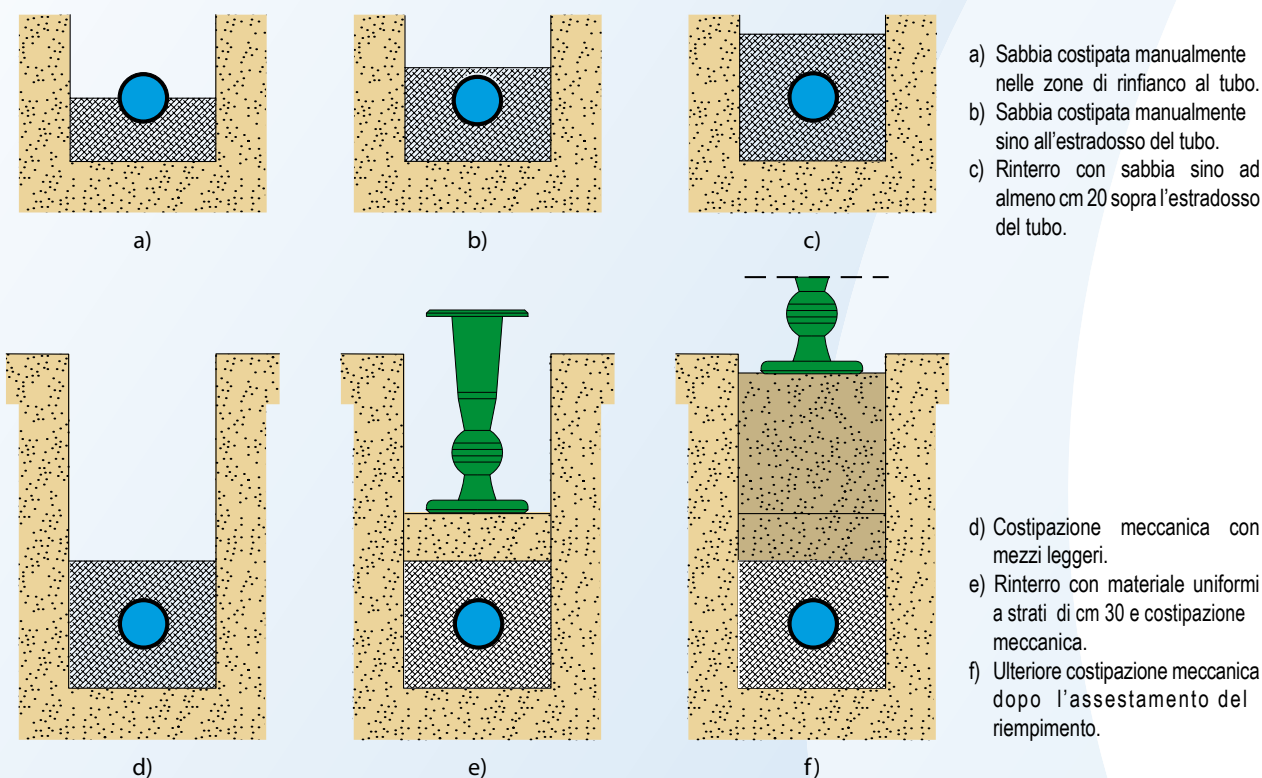 a) Sabbia costipata manualmente
nelle zone di rinfianco al tubo.
b) Sabbia costipata manualmente
sino all'estradosso del tubo.
c) Rinterro con sabbia sino ad
almeno cm 20 sopra l'estradosso
del tubo.
a)
b)
c)
d) Costipazione meccanica con
mezzi leggeri.
e) Rinterro con materiale uniformi
a strati di cm 30 e costipazione
meccanica.
f) Ulteriore costipazione meccanica
dopo l'assestamento del
riempimento.
d)
e)
f)